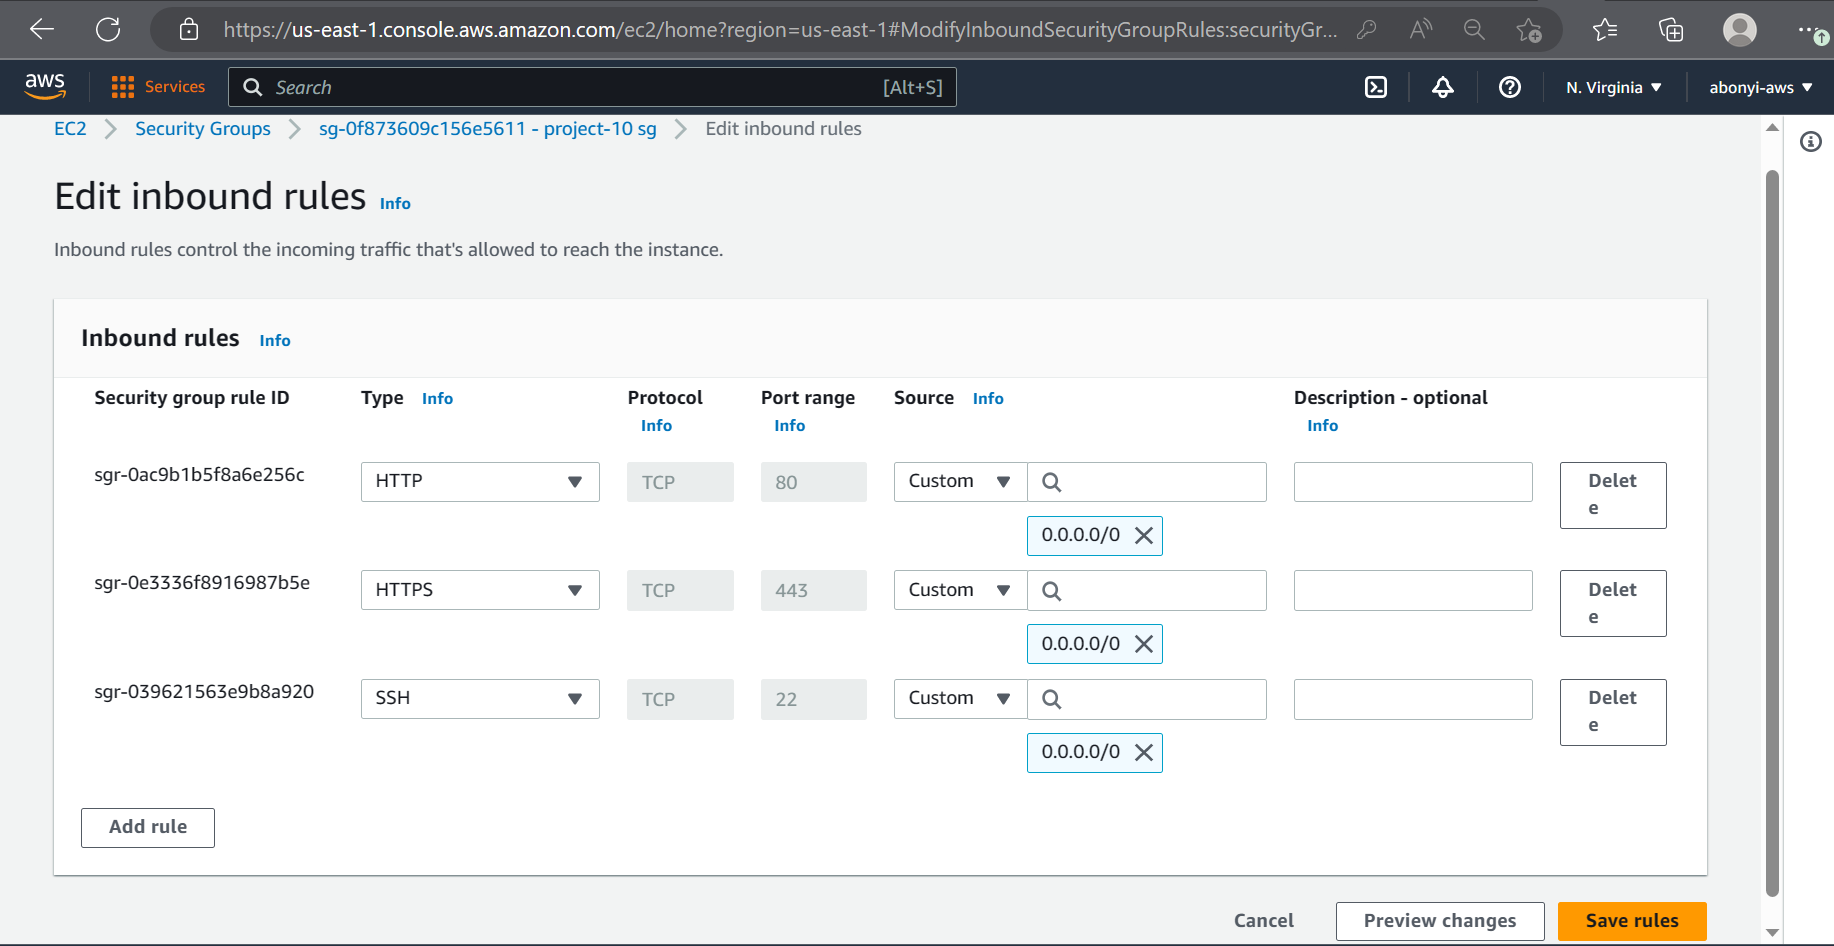 https://us-east-1.console.aws.amazon.com/ec2/home?region=us-east-1#ModifyInboundSecurityGroupRules:securityGr...
aws Services Search [Alt+S] N. Virginia abonyi-aws
EC2 Security Groups sg-0f873609c156e5611 - project-10 sg Edit inbound rules
Edit inbound rules Info
Inbound rules control the incoming traffic that's allowed to reach the instance.
Inbound rules Info
Security group rule ID Type Info Protocol Port range Source Info Description - optional
Info Info Info
sgr-0ac9b1b5f8a6e256c HTTP TCP 80 Custom Delet
e
0.0.0.0/0
sgr-0e3336f8916987b5e HTTPS TCP 443 Custom Delet
e
0.0.0.0/0
sgr-039621563e9b8a920 SSH TCP 22 Custom Delet
e
0.0.0.0/0
Add rule
Cancel Preview changes Save rules